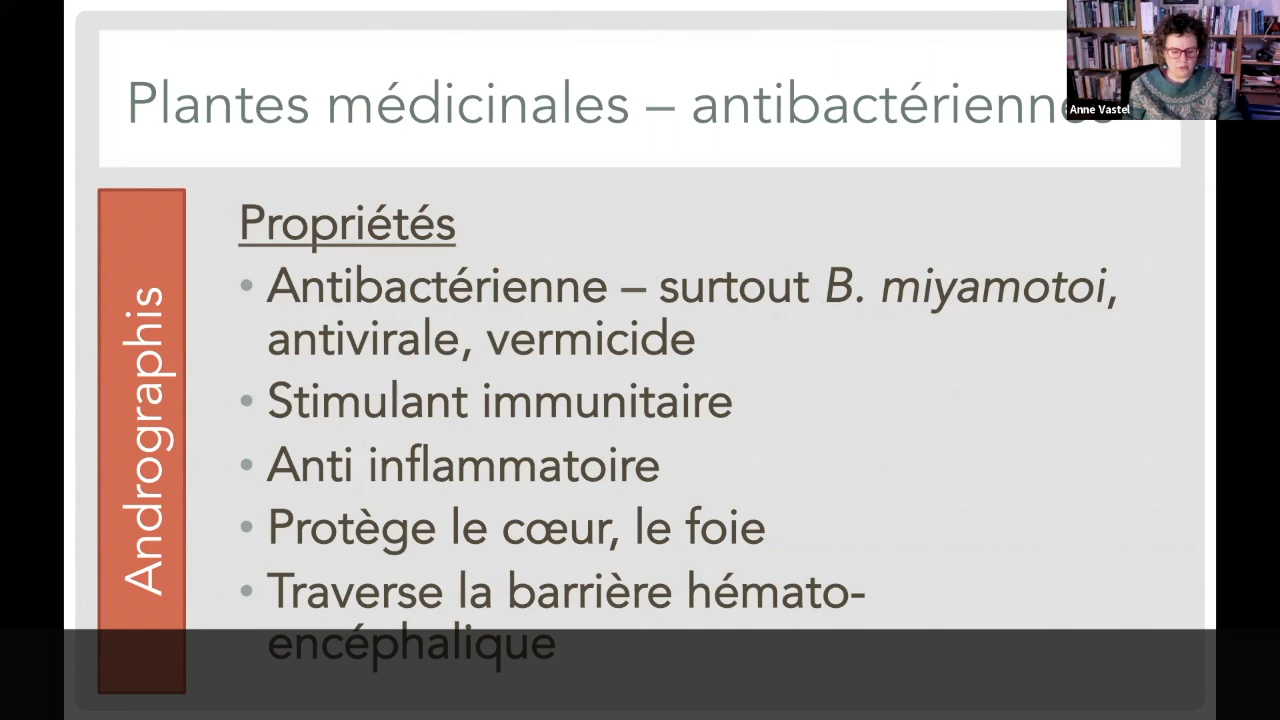 Plantes médicinales – antibactériennes
Anne Vastel
Andrographis
Propriétés
• Antibactérienne – surtout B. miyamotoi,
antivirale, vermicide
• Stimulant immunitaire
• Anti inflammatoire
• Protège le cœur, le foie
• Traverse la barrière hémato-
encéphalique